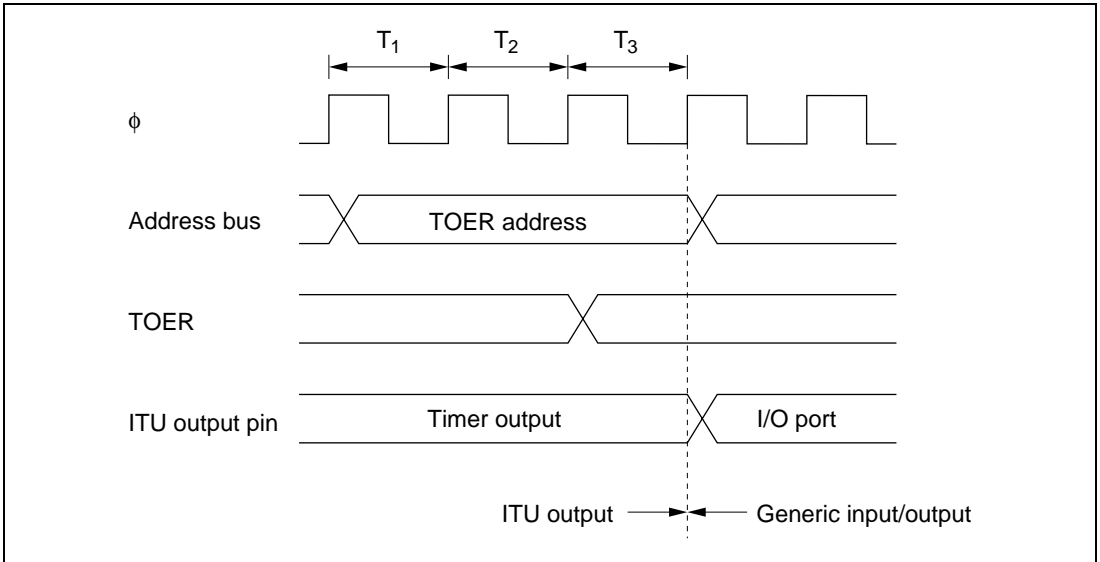 T1 T2 T3
φ
Address bus TOER address
TOER
ITU output pin Timer output I/O port
ITU output Generic input/output